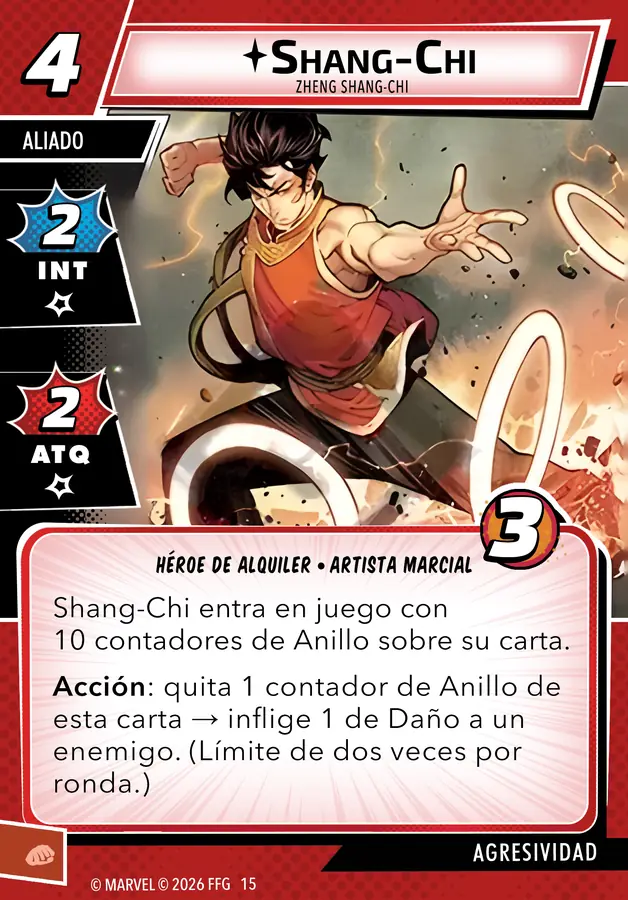 4
SHANG-CHI
ZHENG SHANG-CHI
ALIADO
2
INT
2
ATQ
3
HÉROE DE ALQUILER • ARTISTA MARCIAL
Shang-Chi entra en juego con
10 contadores de Anillo sobre su carta.
Acción: quita 1 contador de Anillo de
esta carta → inflige 1 de Daño a un
enemigo. (Límite de dos veces por
ronda.)
AGRESIVIDAD
© MARVEL © 2026 FFG 15